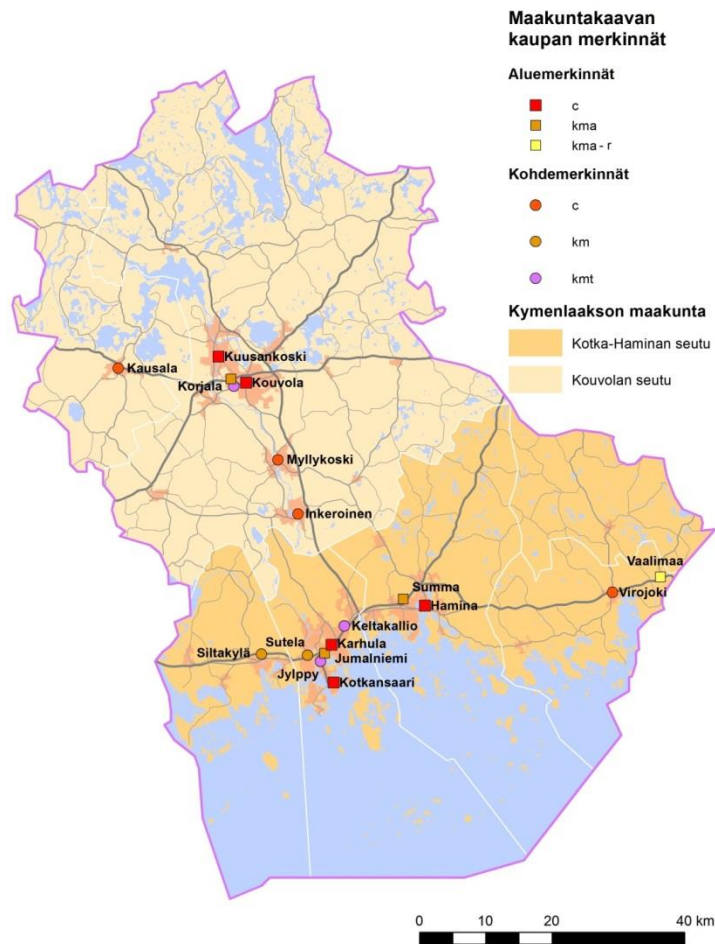 Maakuntakaavan
kaupan merkinnät
Aluemerkinnät
c
kma
kma - r
Kohdemerkinnät
c
km
kmt
Kymenlaakson maakunta
Kotka-Haminan seutu
Kouvolan seutu
Kuusankoski
Kausala
Korjala
Kouvola
Myllykoski
Inkeroinen
Vaalimaa
Summa
Virojoki
Hamina
Keltakallio
Sutela
Karhula
Siltakylä
Jumalniemi
Jylppy
Kotkansaari
0 10 20 40 km